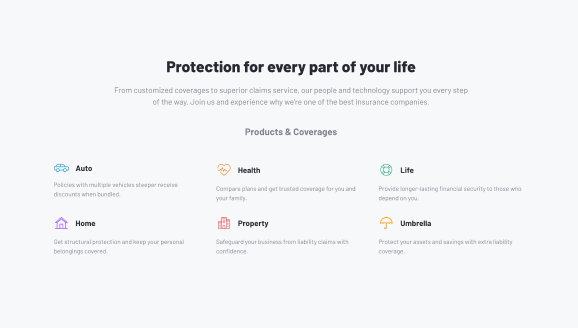 Protection for every part of your life
From customized coverages to superior claims service, our people and technology support you every step
of the way. Join us and experience why we're one of the best insurance companies.
Products & Coverages
Auto
Policies with multiple vehicles steeper receive
discounts when bundled.
Health
Compare plans and get trusted coverage for you and
your family.
Life
Provide longer-lasting financial security to those who
depend on you.
Home
Get structural protection and keep your personal
belongings covered.
Property
Safeguard your business from liability claims with
confidence.
Umbrella
Protect your assets and savings with extra liability
coverage.